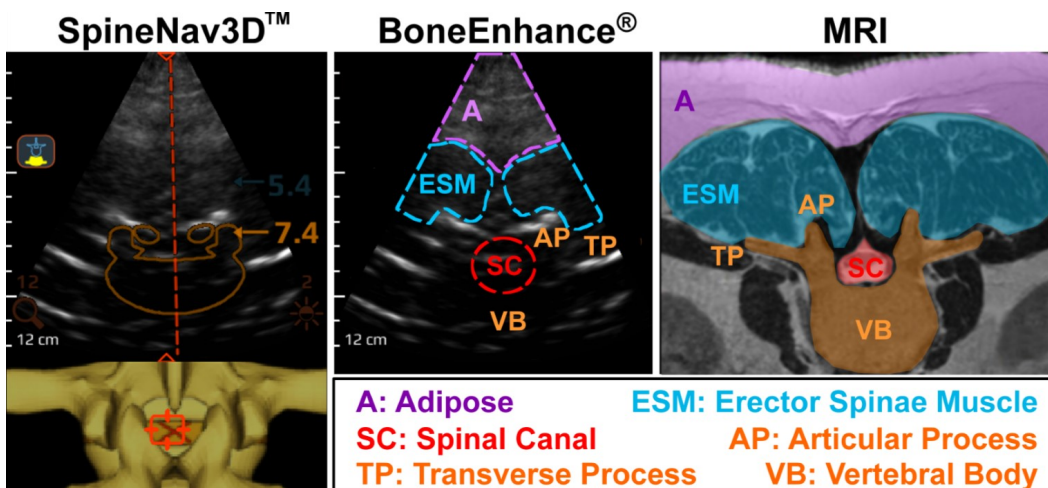 SpineNav3D™
BoneEnhance®
MRI
5.4
7.4
12
2
12 cm
A
ESM
AP
TP
SC
VB
12 cm
A
ESM
AP
TP
SC
VB
A: Adipose
ESM: Erector Spinae Muscle
SC: Spinal Canal
AP: Articular Process
TP: Transverse Process
VB: Vertebral Body